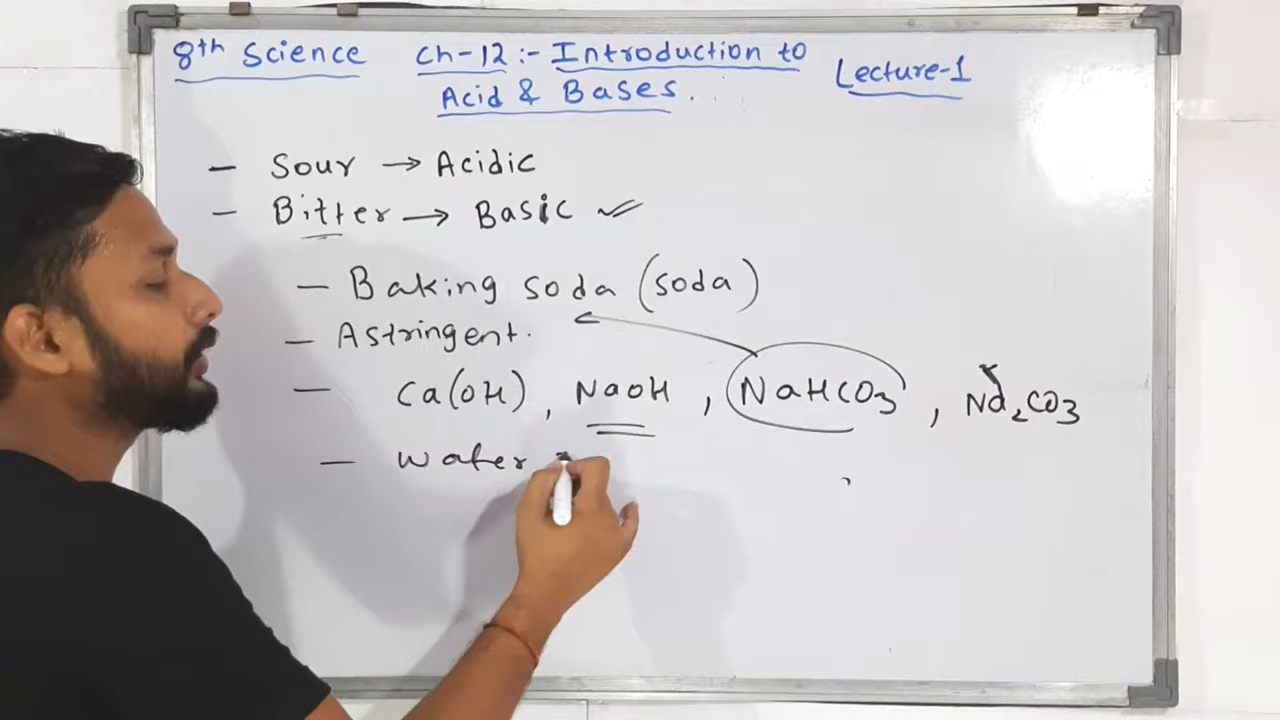 8th Science Ch-12 :- Introduction to Lecture-1
Acid & Bases.
- Sour → Acidic
- Bitter → Basic ✓
- Baking soda (soda)
- Astringent.
- Ca(OH), NaOH, NaHCO3, Na2CO3
- Water